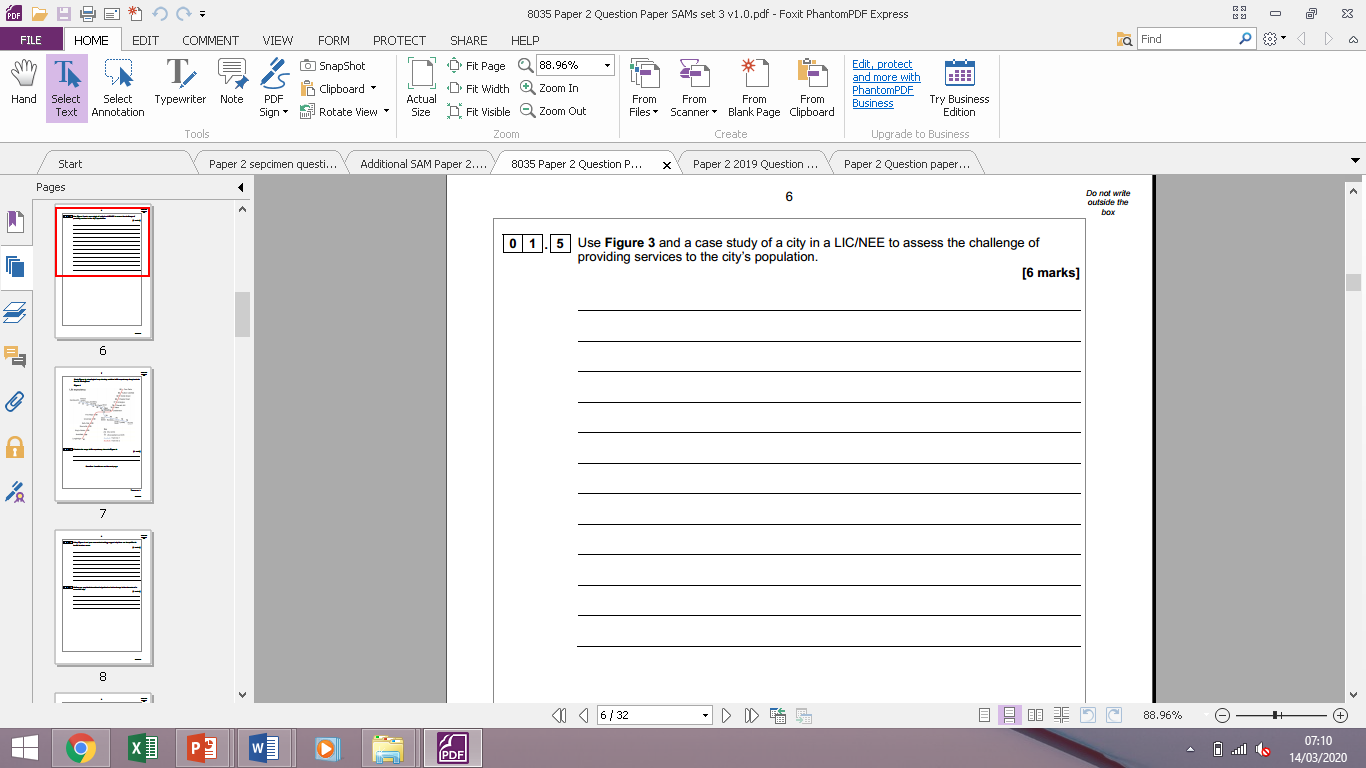 8035 Paper 2 Question Paper SAMs set 3 v1.0.pdf - Foxit PhantomPDF Express
FILE HOME EDIT COMMENT VIEW FORM PROTECT SHARE HELP
Find
Hand
Select Text
Select Annotation
Typewriter
Note
PDF Sign
SnapShot
Clipboard
Rotate View
Tools
Actual Size
Fit Page
Fit Width
Fit Visible
88.96%
Zoom In
Zoom Out
Zoom
From Files
From Scanner
From Blank Page
From Clipboard
Create
Edit, protect
and more with
PhantomPDF
Business
Try Business Edition
Upgrade to Business
Start
Paper 2 sepcimen questi...
Additional SAM Paper 2....
8035 Paper 2 Question P...
Paper 2 2019 Question ...
Paper 2 Question paper...
Pages
6
7
8
6
Do not write
outside the
box
0 1 . 5 Use Figure 3 and a case study of a city in a LIC/NEE to assess the challenge of
providing services to the city's population.
[6 marks]
6 / 32
88.96%
07:10
14/03/2020